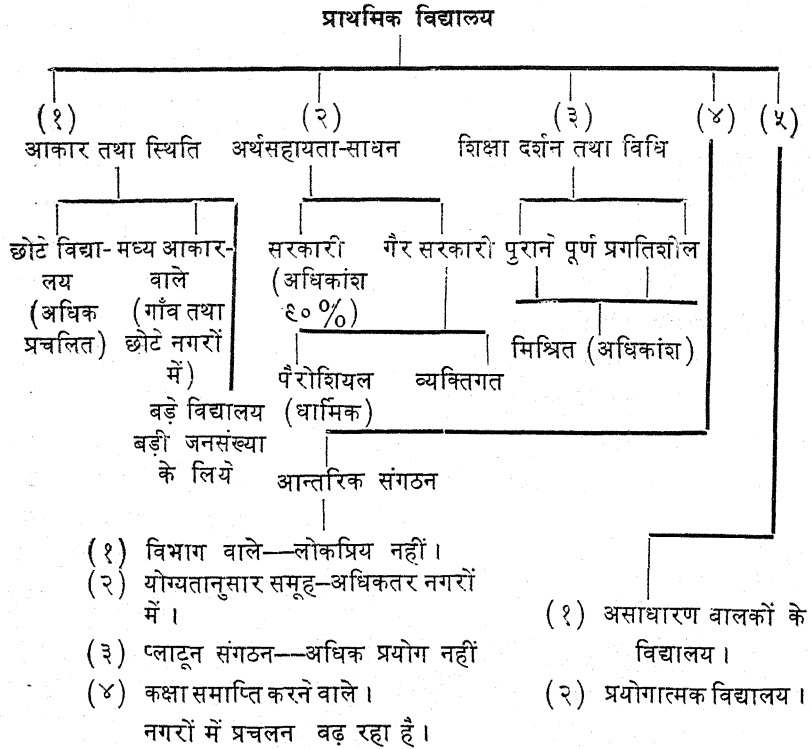 प्राथमिक विद्यालय
(१)
आकार तथा स्थिति
छोटे विद्या-
लय
(अधिक
प्रचलित)
मध्य आकार-
वाले
(गाँव तथा
छोटे नगरों
में)
बड़े विद्यालय
बड़ी जनसंख्या
के लिये
(२)
अर्थसहायता-साधन
सरकारी
(अधिकांश
९०%)
गैर सरकारी
पैरोशियल
(धार्मिक)
व्यक्तिगत
(३)
शिक्षा दर्शन तथा विधि
पुराने पूर्ण प्रगतिशील
मिश्रित (अधिकांश)
(४)
आन्तरिक संगठन
(१) विभाग वाले—लोकप्रिय नहीं।
(२) योग्यतानुसार समूह-अधिकतर नगरों
में।
(३) प्लाटून संगठन—अधिक प्रयोग नहीं
(४) कक्षा समाप्ति करने वाले।
नगरों में प्रचलन बढ़ रहा है।
(५)
(१) असाधारण बालकों के
विद्यालय।
(२) प्रयोगात्मक विद्यालय।